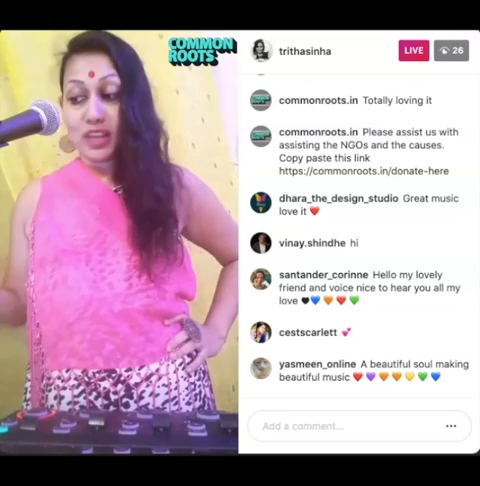 COMMON
ROOTS
trithasinha
LIVE
26
commonroots.in Totally loving it
commonroots.in Please assist us with
assisting the NGOs and the causes.
Copy paste this link
https://commonroots.in/donate-here
dhara_the_design_studio Great music
love it ❤️
vinay.shindhe hi
santander_corinne Hello my lovely
friend and voice nice to hear you all my
love 🖤💙🧡❤️💚
cestscarlett 💕
yasmeen_online A beautiful soul making
beautiful music ❤️💜🧡🧡💛💚💙
Add a comment...